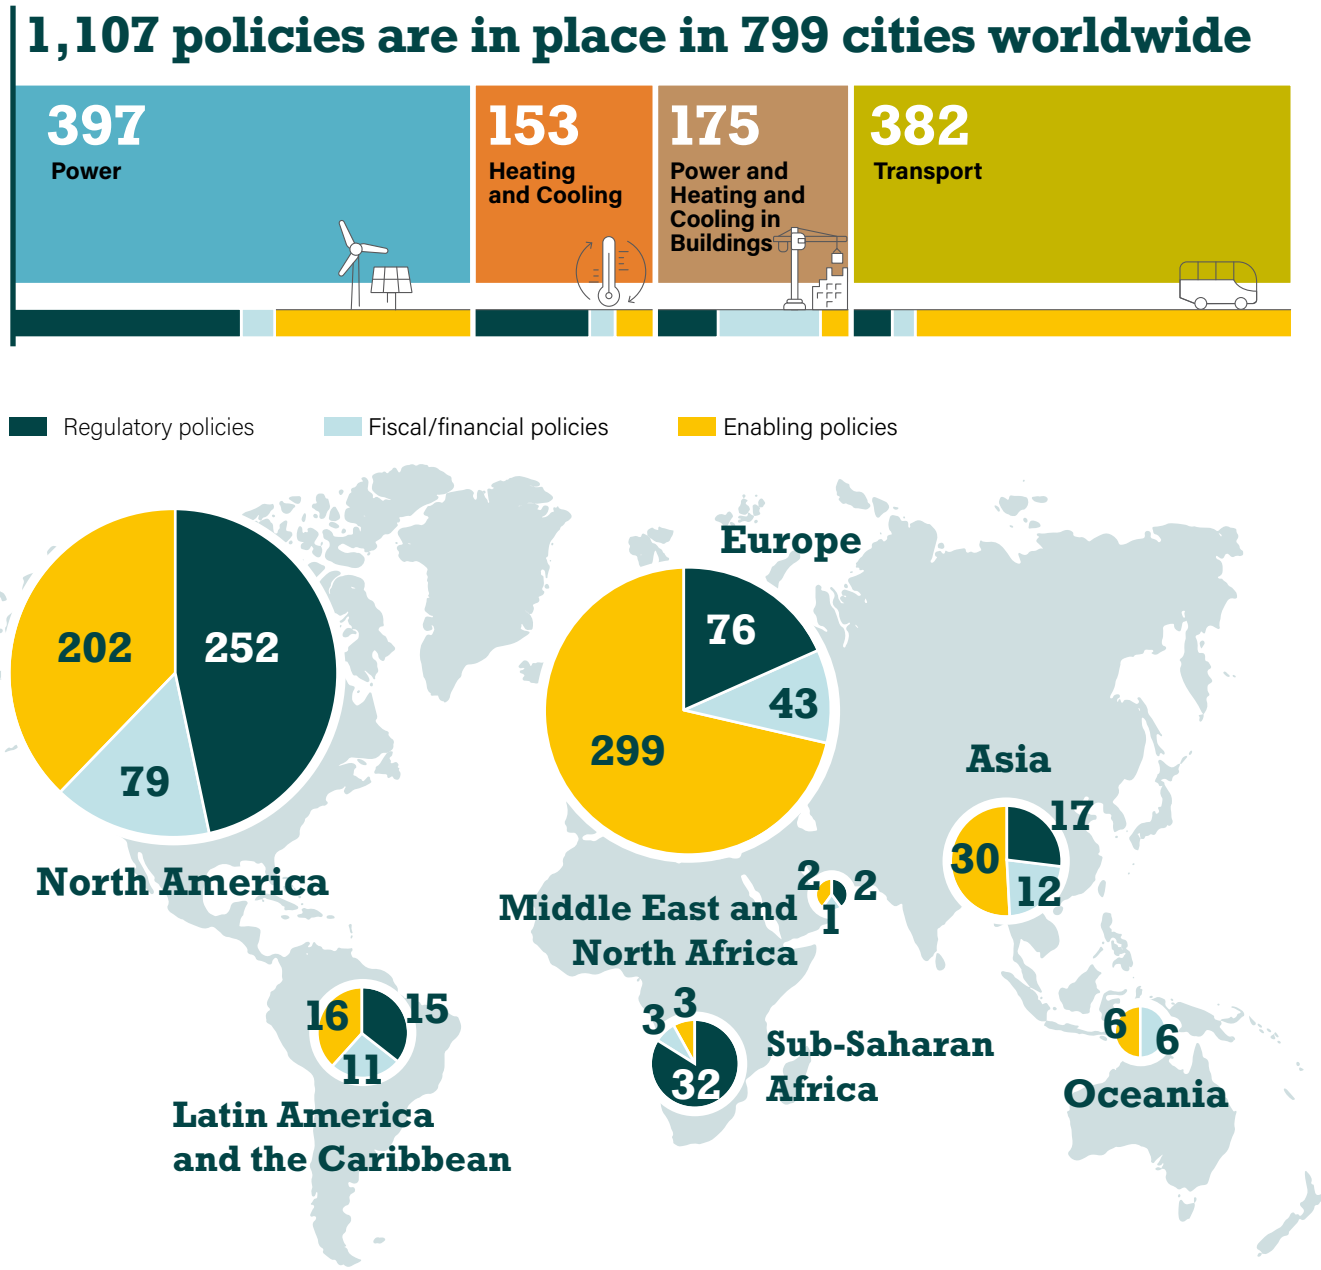 1,107 policies are in place in 799 cities worldwide
397
Power
153
Heating
and Cooling
175
Power and
Heating and
Cooling in
Buildings
382
Transport
Regulatory policies
Fiscal/financial policies
Enabling policies
202
252
79
North America
Europe
76
43
299
Asia
17
30
12
Middle East and
North Africa
2
2
1
16
15
11
Latin America
and the Caribbean
3
3
32
Sub-Saharan
Africa
6
6
Oceania